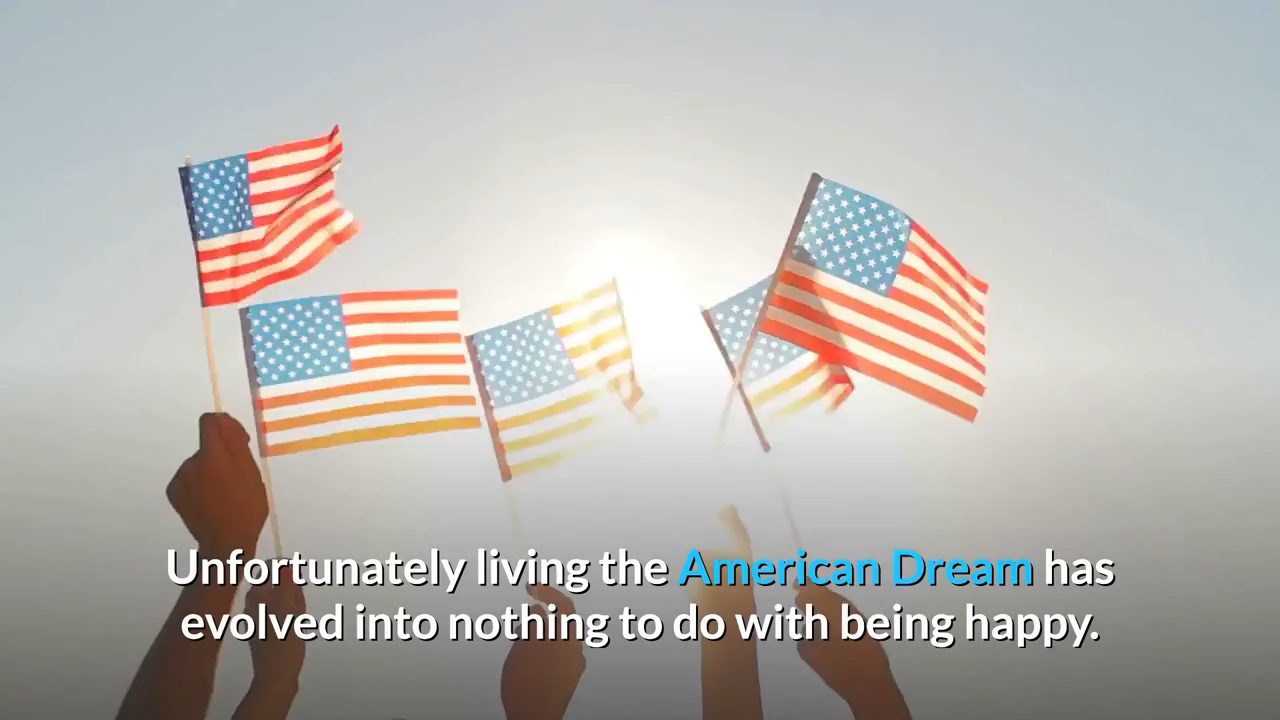 Unfortunately living the American Dream has
evolved into nothing to do with being happy.